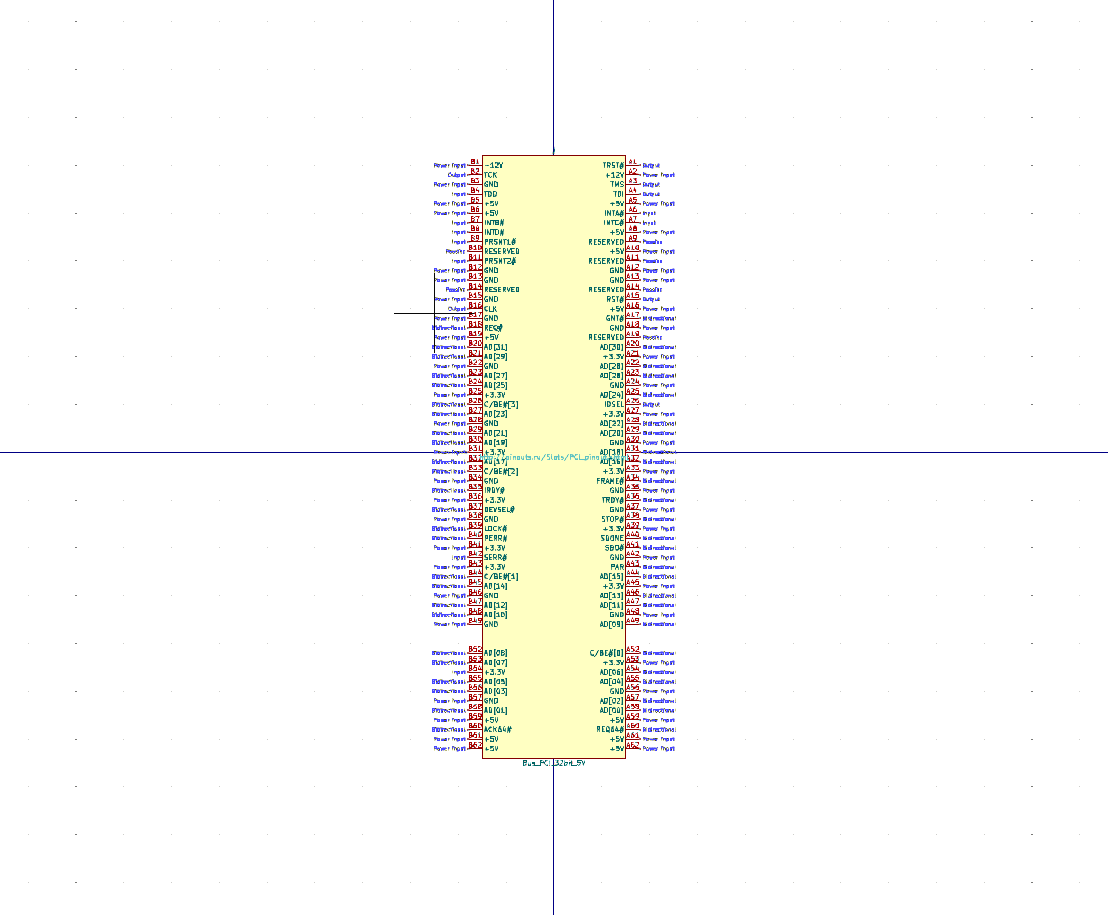 J
Power Input B1 -12V TRST# A1 Output
Output B2 TCK +12V A2 Power Input
Power Input B3 GND TMS A3 Output
Input B4 TDO TDI A4 Output
Power Input B5 +5V +5V A5 Power Input
Power Input B6 +5V INTA# A6 Input
Input B7 INTB# INTC# A7 Input
Input B8 INTD# +5V A8 Power Input
Input B9 PRSNT1# RESERVED A9 Passive
Passive B10 RESERVED +5V A10 Power Input
Input B11 PRSNT2# RESERVED A11 Passive
Power Input B12 GND GND A12 Power Input
Power Input B13 GND GND A13 Power Input
Passive B14 RESERVED RESERVED A14 Passive
Power Input B15 GND RST# A15 Output
Output B16 CLK +5V A16 Power Input
Power Input B17 GND GNT# A17 Bidirectional
Bidirectional B18 REQ# GND A18 Power Input
Power Input B19 +5V RESERVED A19 Passive
Bidirectional B20 AD[31] AD[30] A20 Bidirectional
Bidirectional B21 AD[29] +3.3V A21 Power Input
Power Input B22 GND AD[28] A22 Bidirectional
Bidirectional B23 AD[27] AD[26] A23 Bidirectional
Bidirectional B24 AD[25] GND A24 Power Input
Power Input B25 +3.3V AD[24] A25 Bidirectional
Bidirectional B26 C/BE#[3] IDSEL A26 Output
Bidirectional B27 AD[23] +3.3V A27 Power Input
Power Input B28 GND AD[22] A28 Bidirectional
Bidirectional B29 AD[21] AD[20] A29 Bidirectional
Bidirectional B30 AD[19] GND A30 Power Input
Power Input B31 +3.3V AD[18] A31 Bidirectional
Bidirectional B32 AD[17] AD[16] A32 Bidirectional
Bidirectional B33 C/BE#[2] +3.3V A33 Power Input
Power Input B34 GND FRAME# A34 Bidirectional
Bidirectional B35 IRDY# GND A35 Power Input
Power Input B36 +3.3V TRDY# A36 Bidirectional
Bidirectional B37 DEVSEL# GND A37 Power Input
Power Input B38 GND STOP# A38 Bidirectional
Bidirectional B39 LOCK# +3.3V A39 Power Input
Bidirectional B40 PERR# SDONE A40 Bidirectional
Power Input B41 +3.3V SBO# A41 Bidirectional
Input B42 SERR# GND A42 Power Input
Power Input B43 +3.3V PAR A43 Bidirectional
Bidirectional B44 C/BE#[1] AD[15] A44 Bidirectional
Bidirectional B45 AD[14] +3.3V A45 Power Input
Power Input B46 GND AD[13] A46 Bidirectional
Bidirectional B47 AD[12] AD[11] A47 Bidirectional
Bidirectional B48 AD[10] GND A48 Power Input
Power Input B49 GND AD[09] A49 Bidirectional
Bidirectional B52 AD[08] C/BE#[0] A52 Bidirectional
Bidirectional B53 AD[07] +3.3V A53 Power Input
Input B54 +3.3V AD[06] A54 Bidirectional
Bidirectional B55 AD[05] AD[04] A55 Bidirectional
Bidirectional B56 AD[03] GND A56 Power Input
Power Input B57 GND AD[02] A57 Bidirectional
Bidirectional B58 AD[01] AD[00] A58 Bidirectional
Power Input B59 +5V +5V A59 Power Input
Bidirectional B60 ACK64# REQ64# A60 Bidirectional
Power Input B61 +5V +5V A61 Power Input
Power Input B62 +5V +5V A62 Power Input
Bus_PCI_32bit_5V